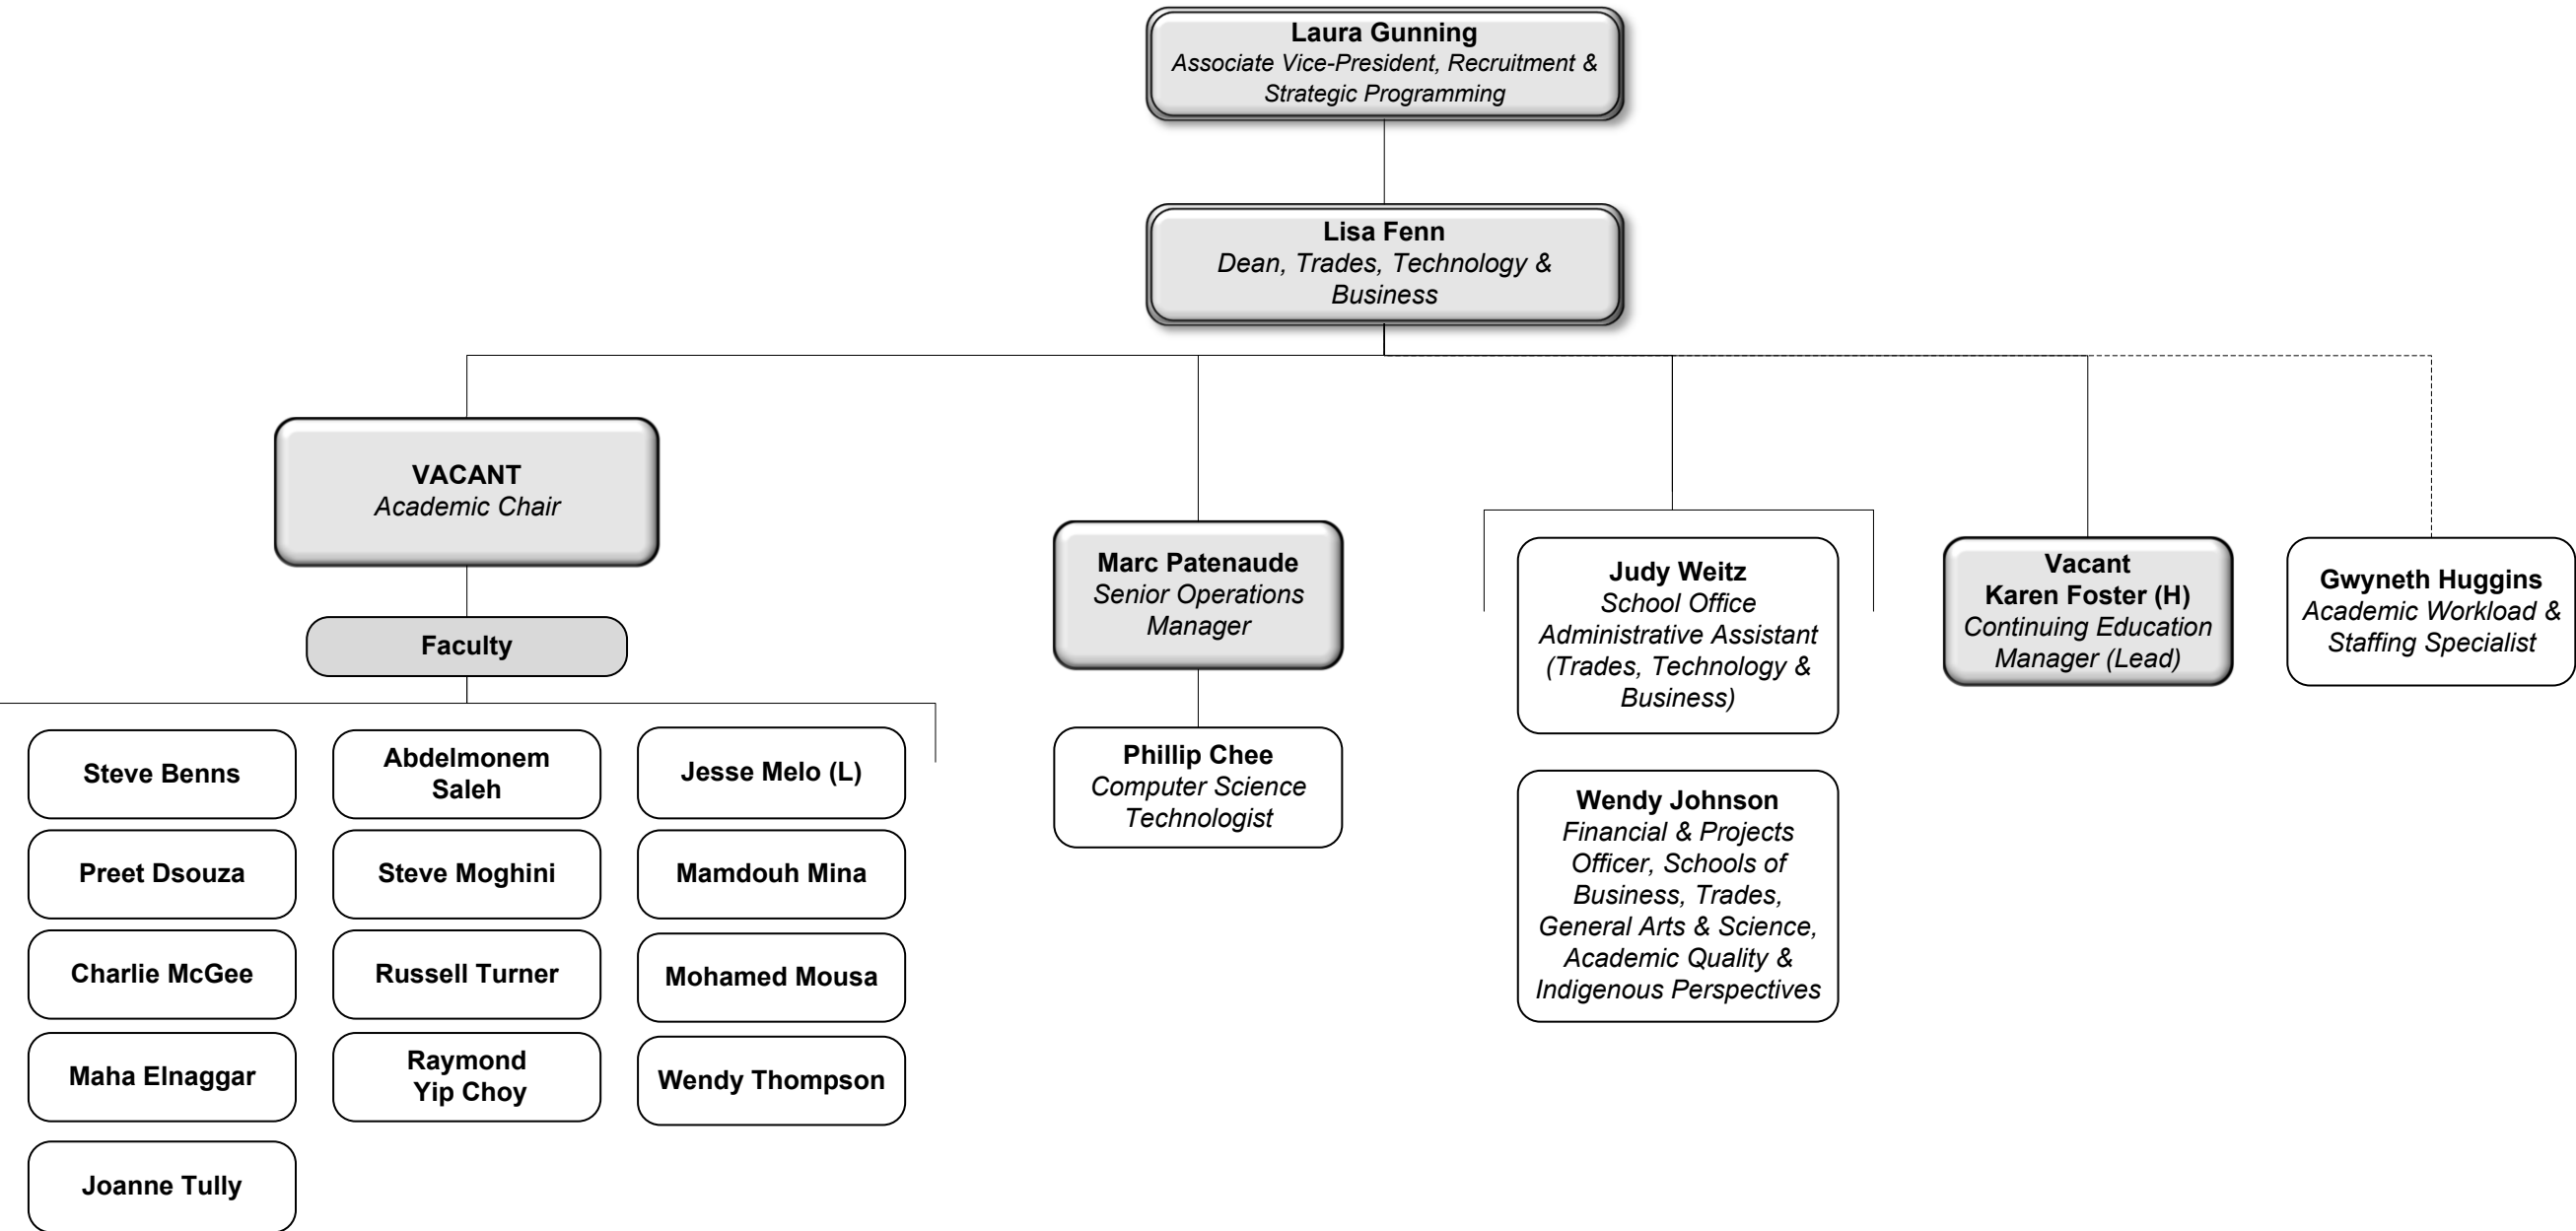 Laura Gunning
Associate Vice-President, Recruitment &
Strategic Programming
Lisa Fenn
Dean, Trades, Technology &
Business
VACANT
Academic Chair
Faculty
Steve Benns
Abdelmonem
Saleh
Jesse Melo (L)
Preet Dsouza
Steve Moghini
Mamdouh Mina
Charlie McGee
Russell Turner
Mohamed Mousa
Maha Elnaggar
Raymond
Yip Choy
Wendy Thompson
Joanne Tully
Marc Patenaude
Senior Operations
Manager
Phillip Chee
Computer Science
Technologist
Judy Weitz
School Office
Administrative Assistant
(Trades, Technology &
Business)
Wendy Johnson
Financial & Projects
Officer, Schools of
Business, Trades,
General Arts & Science,
Academic Quality &
Indigenous Perspectives
Vacant
Karen Foster (H)
Continuing Education
Manager (Lead)
Gwyneth Huggins
Academic Workload &
Staffing Specialist